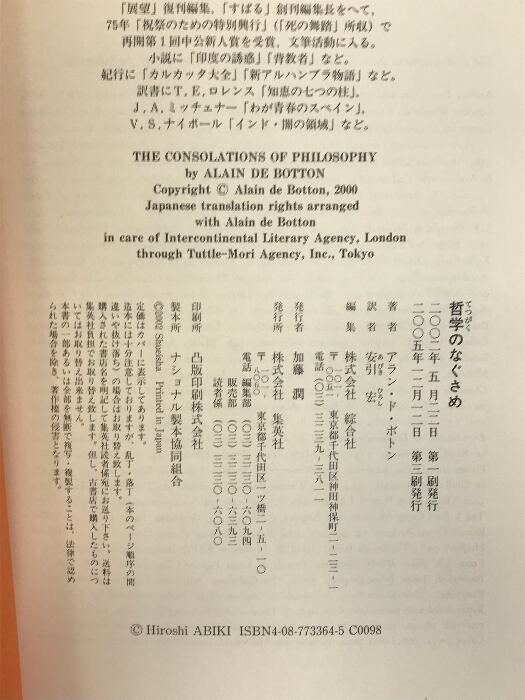 「展望」復刊編集,「すばる」創刊編集長をへて,
75年「祝祭のための特別興行」(「死の舞踏」所収)で
再開第1回中公新人賞を受賞, 文筆活動に入る。
小説に「印度の誘惑」「背教者」など。
紀行に「カルカッタ大全」「新アルハンブラ物語」など。
訳書にT, E, ロレンス「知恵の七つの柱」,
J, A, ミッチェナー「わが青春のスペイン」,
V, S, ナイポール「インド・闇の領域」など。
THE CONSOLATIONS OF PHILOSOPHY
by ALAIN DE BOTTON
Copyright © Alain de Botton, 2000
Japanese translation rights arranged
with Alain de Botton
in care of Intercontinental Literary Agency, London
through Tuttle-Mori Agency, Inc., Tokyo
てつがく
哲学のなぐさめ
二〇〇二年 五月二二日 第一刷発行
二〇〇五年一二月一二日 第三刷発行
著者 アラン・ド・ボトン
訳者 安引 宏
あびき ひろし
編集 株式会社 綜合社
〒一〇一‐〇〇五一 東京都千代田区神田神保町二‐二三‐一
電話(〇三)三二三九‐三八一一
発行者 加藤 潤
発行所 株式会社 集英社
〒一〇一‐八〇五〇 東京都千代田区一ツ橋二‐五‐一〇
電話 編集部(〇三)三二三〇‐六〇九四
販売部(〇三)三二三〇‐六三九三
読者係(〇三)三二三〇‐六〇八〇
印刷所 凸版印刷株式会社
製本所 ナショナル製本協同組合
©2002 Shueisha Printed in Japan
定価はカバーに表示してあります。
造本には十分注意しておりますが, 乱丁・落丁(本のページ順序の間
違いや抜け落ち)の場合はお取り替え致します。
購入された書店名を明記して集英社読者係宛にお送り下さい。送料は
集英社負担でお取り替え致します。但し, 古書店で購入したものにつ
いてはお取り替え出来ません。
本書の一部あるいは全部を無断で複写・複製することは, 法律で認め
られた場合を除き, 著作権の侵害となります。
© Hiroshi ABIKI ISBN4-08-773364-5 C0098